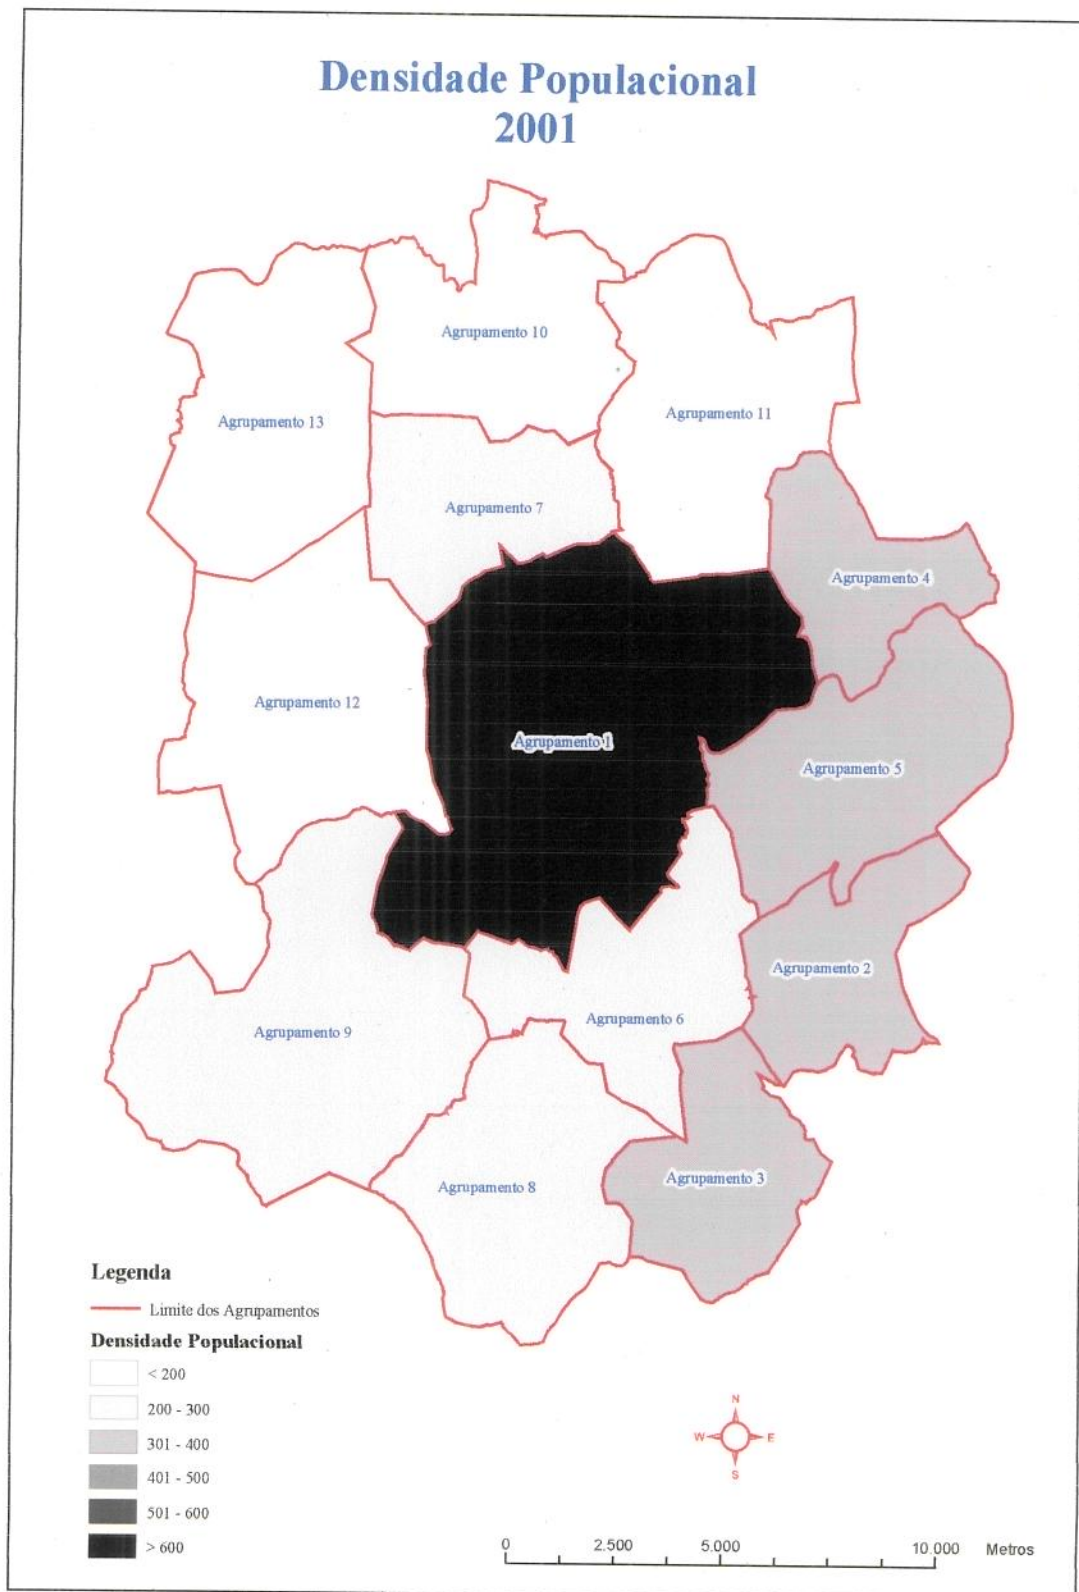 Densidade Populacional
2001
Agrupamento 10
Agrupamento 11
Agrupamento 13
Agrupamento 7
Agrupamento 4
Agrupamento 12
Agrupamento 1
Agrupamento 5
Agrupamento 2
Agrupamento 6
Agrupamento 9
Agrupamento 3
Agrupamento 8
Legenda
Limite dos Agrupamentos
Densidade Populacional
< 200
200 - 300
301 - 400
401 - 500
501 - 600
> 600
N
W E
S
0 2.500 5.000 10.000 Metros